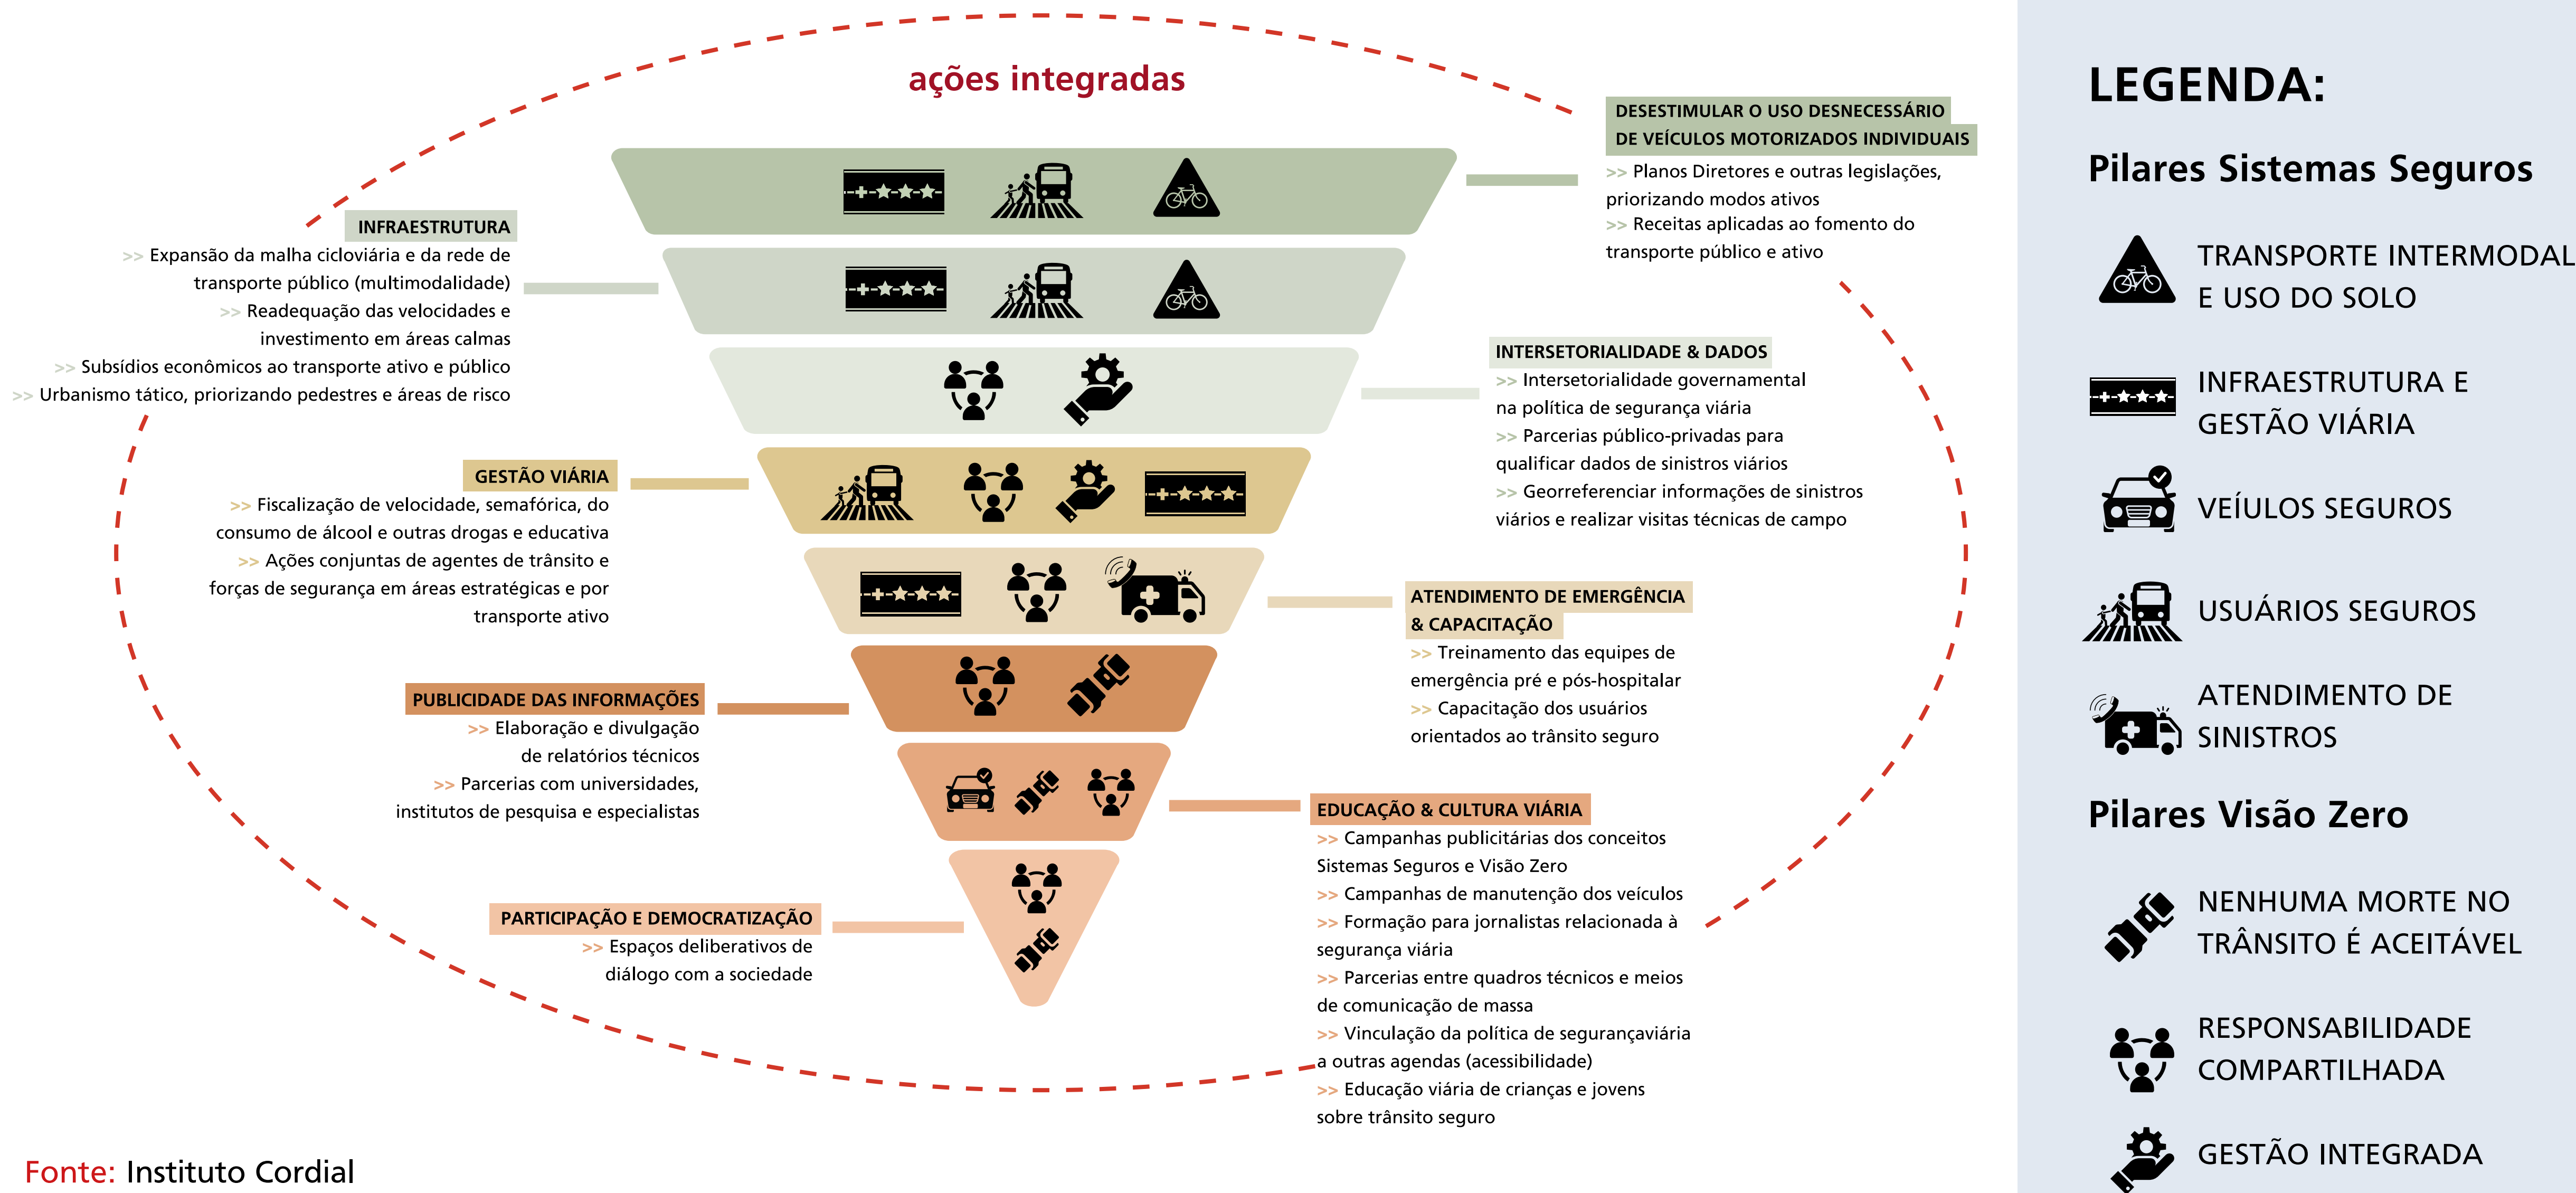 ações integradas
DESESTIMULAR O USO DESNECESSÁRIO
DE VEÍCULOS MOTORIZADOS INDIVIDUAIS
>> Planos Diretores e outras legislações,
priorizando modos ativos
>> Receitas aplicadas ao fomento do
transporte público e ativo
INFRAESTRUTURA
>> Expansão da malha cicloviária e da rede de
transporte público (multimodalidade)
>> Readequação das velocidades e
investimento em áreas calmas
>> Subsídios econômicos ao transporte ativo e público
>> Urbanismo tático, priorizando pedestres e áreas de risco
INTERSETORIALIDADE & DADOS
>> Intersetorialidade governamental
na política de segurança viária
>> Parcerias público-privadas para
qualificar dados de sinistros viários
>> Georreferenciar informações de sinistros
viários e realizar visitas técnicas de campo
GESTÃO VIÁRIA
>> Fiscalização de velocidade, semafórica, do
consumo de álcool e outras drogas e educativa
>> Ações conjuntas de agentes de trânsito e
forças de segurança em áreas estratégicas e por
transporte ativo
ATENDIMENTO DE EMERGÊNCIA
& CAPACITAÇÃO
>> Treinamento das equipes de
emergência pré e pós-hospitalar
>> Capacitação dos usuários
orientados ao trânsito seguro
PUBLICIDADE DAS INFORMAÇÕES
>> Elaboração e divulgação
de relatórios técnicos
>> Parcerias com universidades,
institutos de pesquisa e especialistas
EDUCAÇÃO & CULTURA VIÁRIA
>> Campanhas publicitárias dos conceitos
Sistemas Seguros e Visão Zero
>> Campanhas de manutenção dos veículos
>> Formação para jornalistas relacionada à
segurança viária
>> Parcerias entre quadros técnicos e meios
de comunicação de massa
>> Vinculação da política de segurançaviária
a outras agendas (acessibilidade)
>> Educação viária de crianças e jovens
sobre trânsito seguro
PARTICIPAÇÃO E DEMOCRATIZAÇÃO
>> Espaços deliberativos de
diálogo com a sociedade
Fonte: Instituto Cordial
LEGENDA:
Pilares Sistemas Seguros
TRANSPORTE INTERMODAL
E USO DO SOLO
INFRAESTRUTURA E
GESTÃO VIÁRIA
VEÍULOS SEGUROS
USUÁRIOS SEGUROS
ATENDIMENTO DE
SINISTROS
Pilares Visão Zero
NENHUMA MORTE NO
TRÂNSITO É ACEITÁVEL
RESPONSABILIDADE
COMPARTILHADA
GESTÃO INTEGRADA